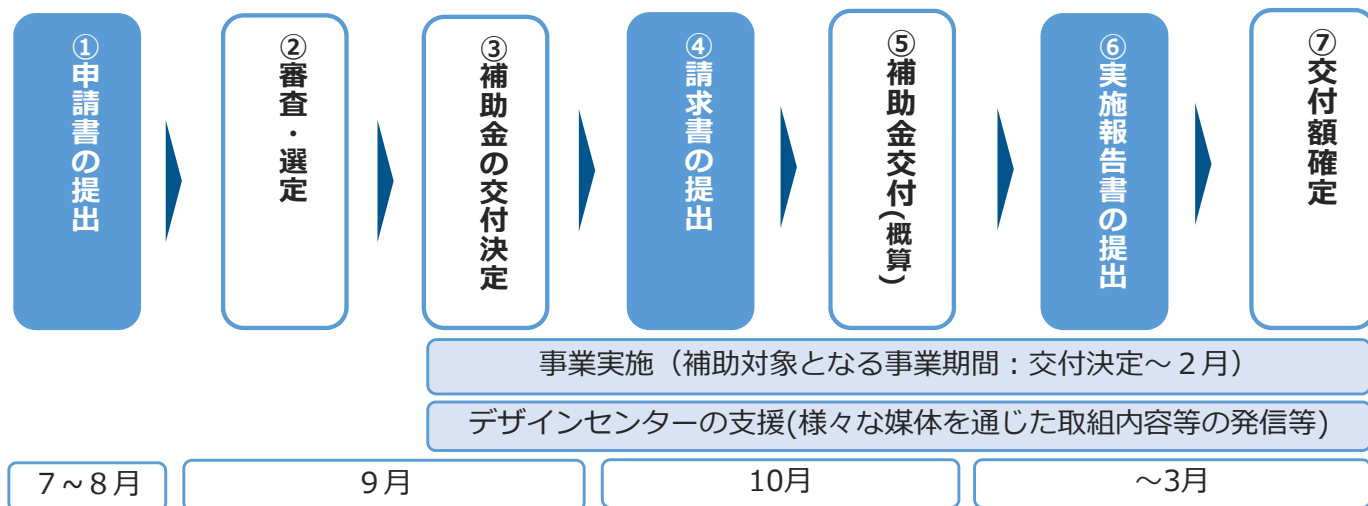 ①申請書の提出
②審査・選定
③補助金の交付決定
④請求書の提出
⑤補助金交付(概算)
⑥実施報告書の提出
⑦交付額確定
事業実施（補助対象となる事業期間：交付決定～２月）
デザインセンターの支援(様々な媒体を通じた取組内容等の発信等)
７～８月
９月
10月
～3月